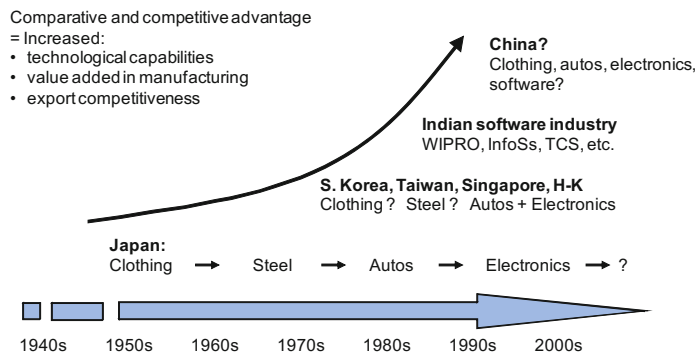 Comparative and competitive advantage
= Increased:
• technological capabilities
• value added in manufacturing
• export competitiveness
China?
Clothing, autos, electronics,
software?
Indian software industry
WIPRO, InfoSs, TCS, etc.
S. Korea, Taiwan, Singapore, H-K
Clothing ? Steel ? Autos + Electronics
Japan:
Clothing → Steel → Autos → Electronics → ?
1940s 1950s 1960s 1970s 1980s 1990s 2000s